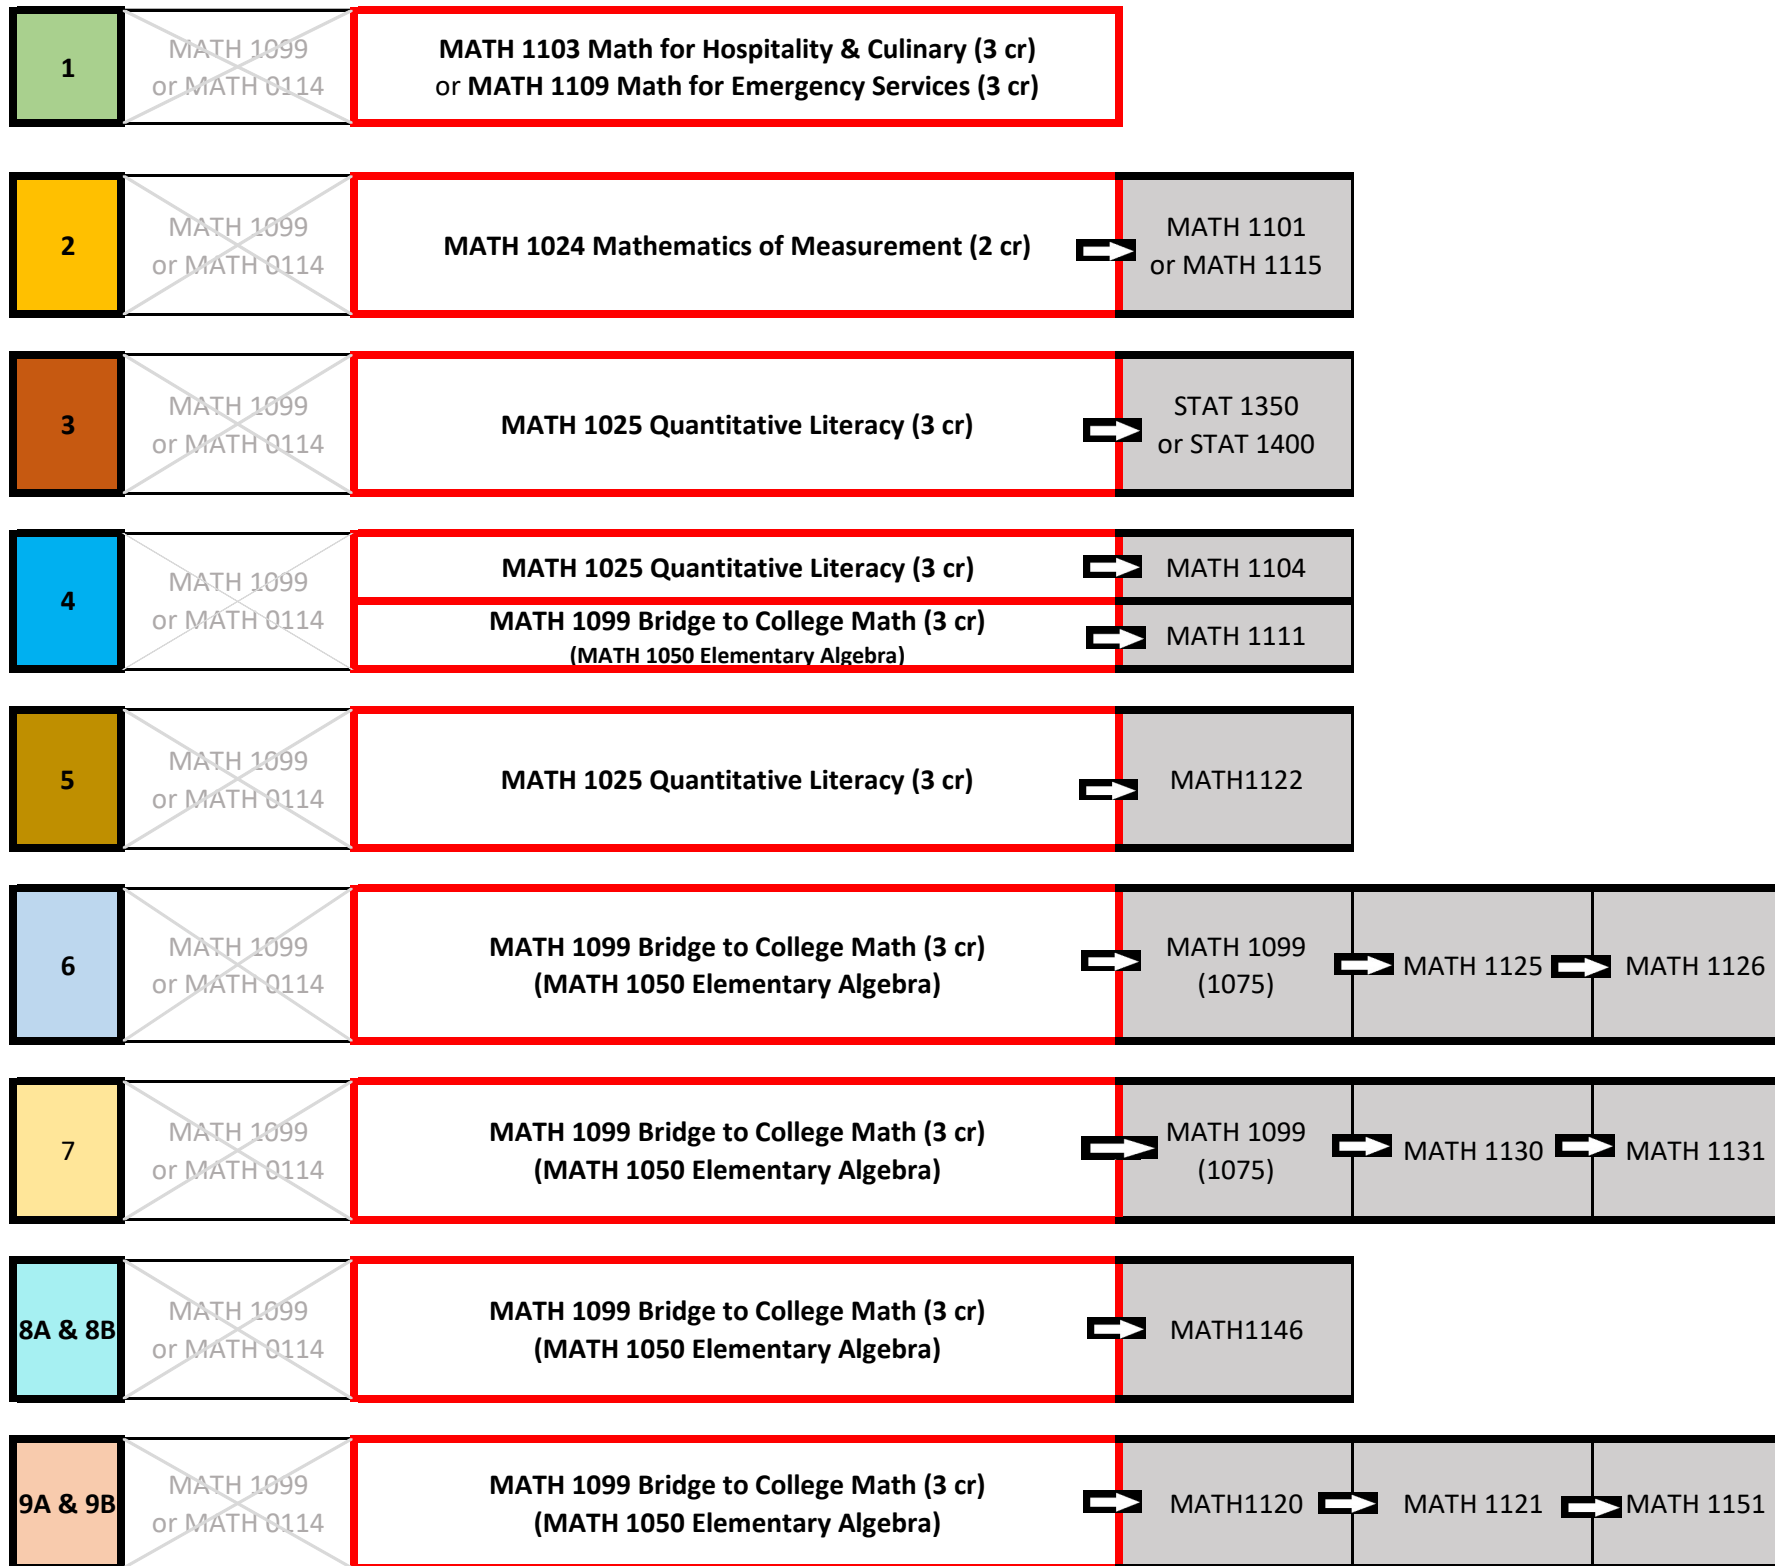 1
MATH 1099
or MATH 0114
MATH 1103 Math for Hospitality & Culinary (3 cr)
or MATH 1109 Math for Emergency Services (3 cr)
2
MATH 1099
or MATH 0114
MATH 1024 Mathematics of Measurement (2 cr)
MATH 1101
or MATH 1115
3
MATH 1099
or MATH 0114
MATH 1025 Quantitative Literacy (3 cr)
STAT 1350
or STAT 1400
4
MATH 1099
or MATH 0114
MATH 1025 Quantitative Literacy (3 cr)
MATH 1104
MATH 1099 Bridge to College Math (3 cr)
(MATH 1050 Elementary Algebra)
MATH 1111
5
MATH 1099
or MATH 0114
MATH 1025 Quantitative Literacy (3 cr)
MATH1122
6
MATH 1099
or MATH 0114
MATH 1099 Bridge to College Math (3 cr)
(MATH 1050 Elementary Algebra)
MATH 1099
(1075)
MATH 1125
MATH 1126
7
MATH 1099
or MATH 0114
MATH 1099 Bridge to College Math (3 cr)
(MATH 1050 Elementary Algebra)
MATH 1099
(1075)
MATH 1130
MATH 1131
8A & 8B
MATH 1099
or MATH 0114
MATH 1099 Bridge to College Math (3 cr)
(MATH 1050 Elementary Algebra)
MATH1146
9A & 9B
MATH 1099
or MATH 0114
MATH 1099 Bridge to College Math (3 cr)
(MATH 1050 Elementary Algebra)
MATH1120
MATH 1121
MATH 1151